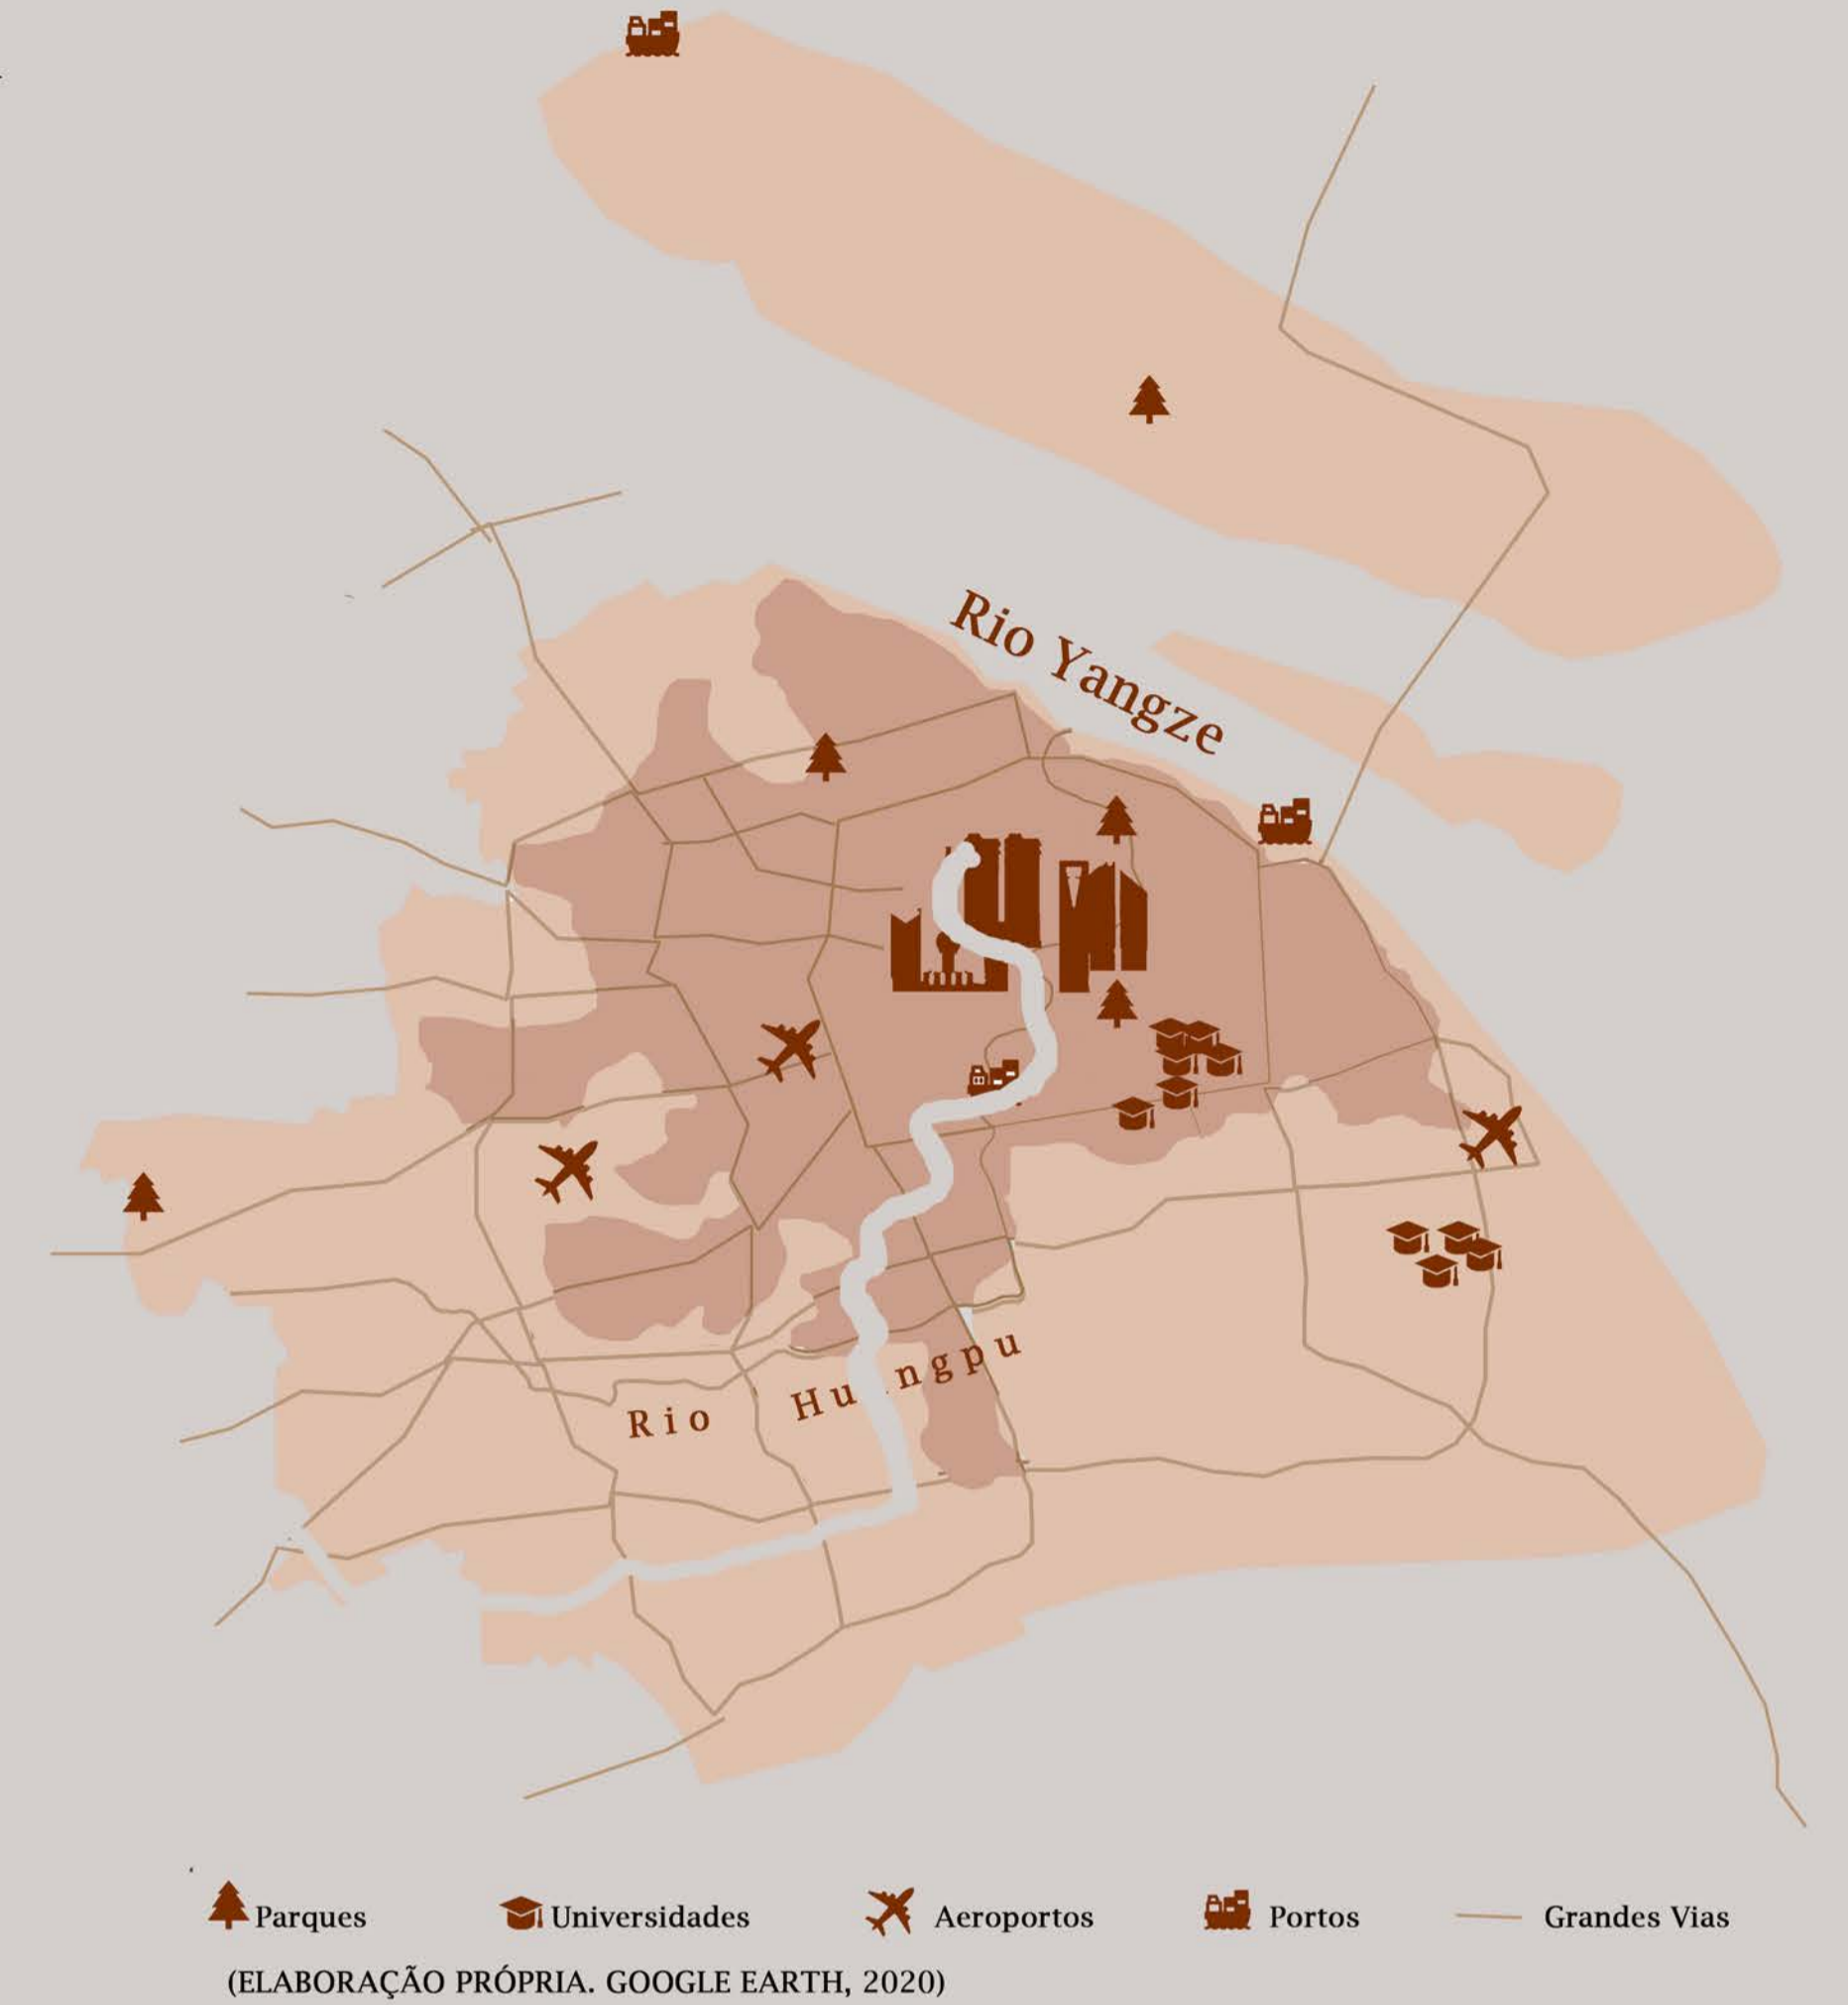 Rio Yangze
Rio Hu ngpu
Parques Universidades Aeroportos Portos Grandes Vias
(ELABORAÇÃO PRÓPRIA. GOOGLE EARTH, 2020)